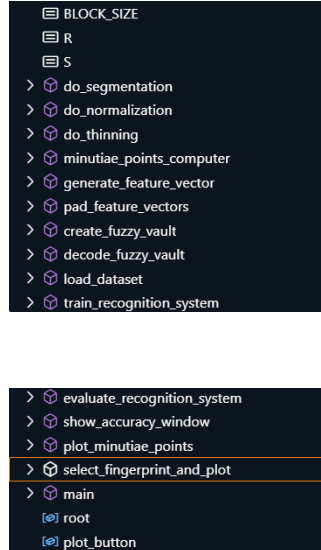 BLOCK_SIZE
R
S
do_segmentation
do_normalization
do_thinning
minutiae_points_computer
generate_feature_vector
pad_feature_vectors
create_fuzzy_vault
decode_fuzzy_vault
load_dataset
train_recognition_system
evaluate_recognition_system
show_accuracy_window
plot_minutiae_points
select_fingerprint_and_plot
main
root
plot_button